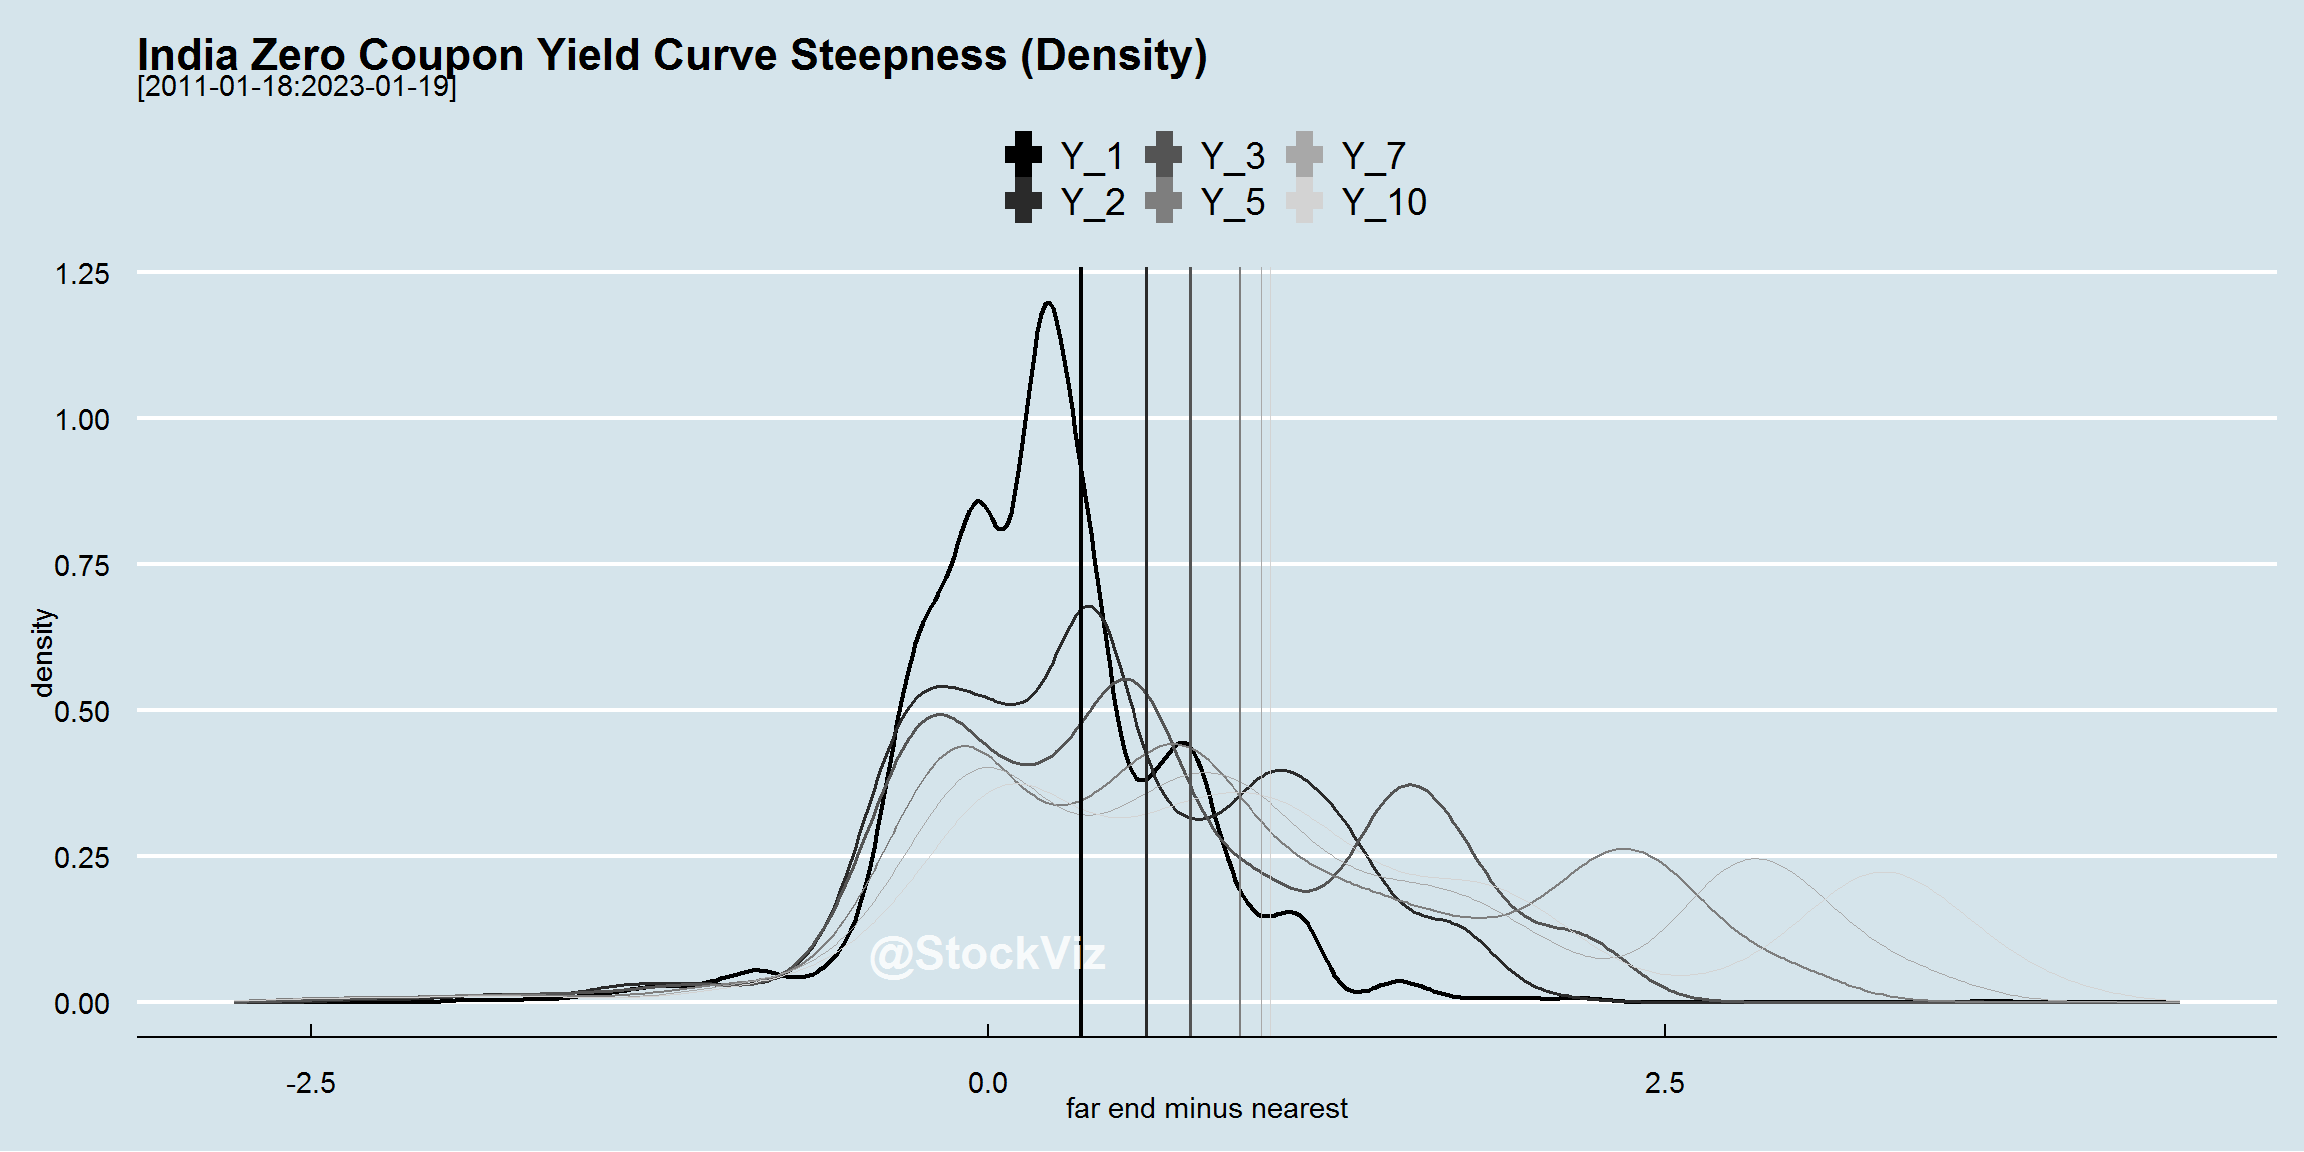 India Zero Coupon Yield Curve Steepness (Density)
[2011-01-18:2023-01-19]
Y_1 Y_3 Y_7
Y_2 Y_5 Y_10
1.25
1.00
0.75
0.50
0.25
0.00
density
@StockViz
-2.5 0.0 2.5
far end minus nearest